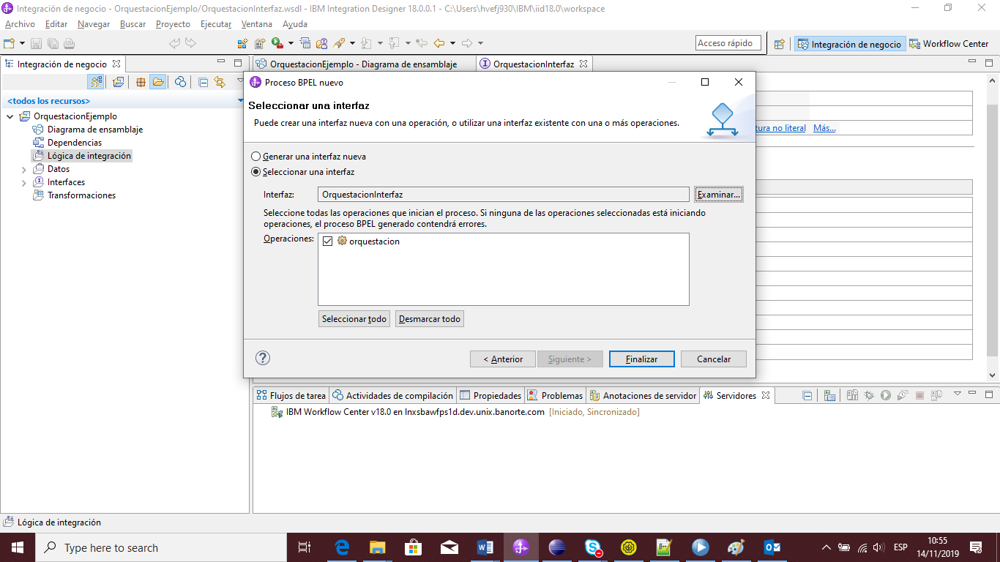 Integración de negocio - OrquestacionEjemplo/OrquestacionInterfaz.wsdl - IBM Integration Designer 18.0.0.1 - C:\Users\hvefj930\IBM\iid18.0\workspace
Archivo Editar Navegar Buscar Proyecto Ejecutar Ventana Ayuda
Acceso rápido Integración de negocio Workflow Center
Integración de negocio OrquestacionEjemplo - Diagrama de ensamblaje OrquestacionInterfaz
<todos los recursos>
OrquestacionEjemplo
Diagrama de ensamblaje
Dependencias
Lógica de integración
Datos
Interfaces
Transformaciones
Proceso BPEL nuevo
Seleccionar una interfaz
Puede crear una interfaz nueva con una operación, o utilizar una interfaz existente con una o más operaciones.
tura no literal Más...
Generar una interfaz nueva
Seleccionar una interfaz
Interfaz: OrquestacionInterfaz Examinar...
Seleccione todas las operaciones que inician el proceso. Si ninguna de las operaciones seleccionadas está iniciando
operaciones, el proceso BPEL generado contendrá errores.
Operaciones: orquestacion
Seleccionar todo Desmarcar todo
< Anterior Siguiente > Finalizar Cancelar
Flujos de tarea Actividades de compilación Propiedades Problemas Anotaciones de servidor Servidores
IBM Workflow Center v18.0 en lnxsbawfps1d.dev.unix.banorte.com [Iniciado, Sincronizado]
Lógica de integración
Type here to search
ESP
10:55
14/11/2019